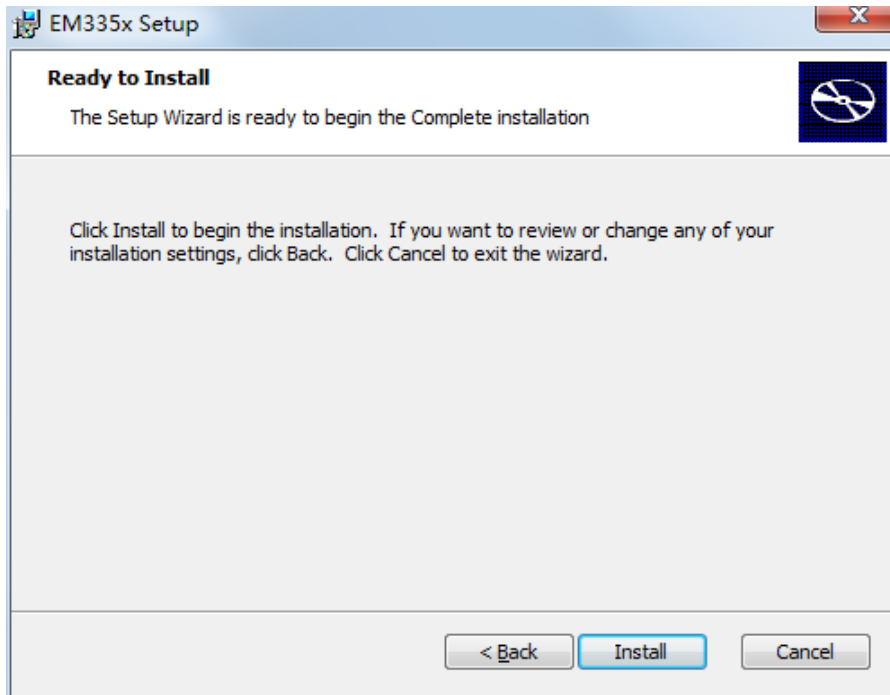 EM335x Setup
Ready to Install
The Setup Wizard is ready to begin the Complete installation
Click Install to begin the installation.  If you want to review or change any of your
installation settings, click Back.  Click Cancel to exit the wizard.
< Back
Install
Cancel